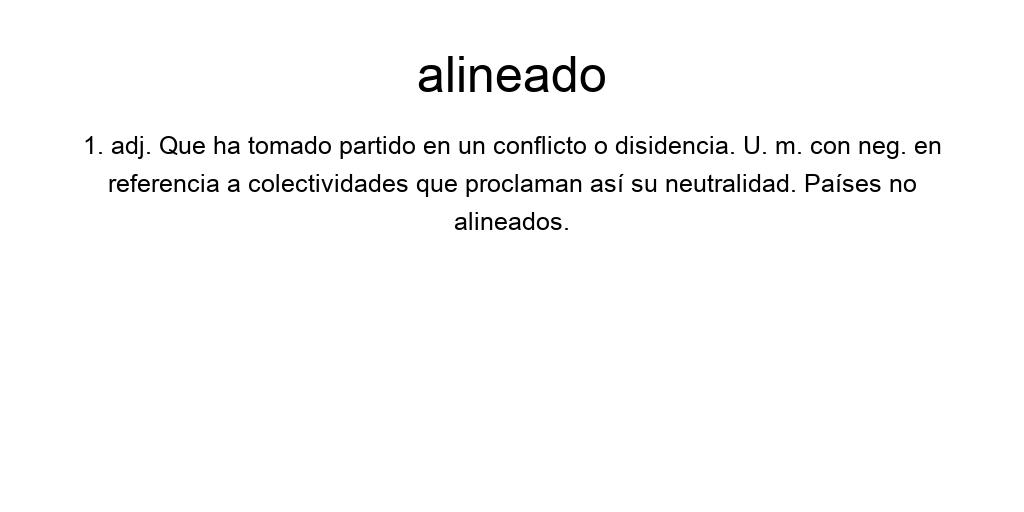 alineado
1. adj. Que ha tomado partido en un conflicto o disidencia. U. m. con neg. en
referencia a colectividades que proclaman así su neutralidad. Países no
alineados.